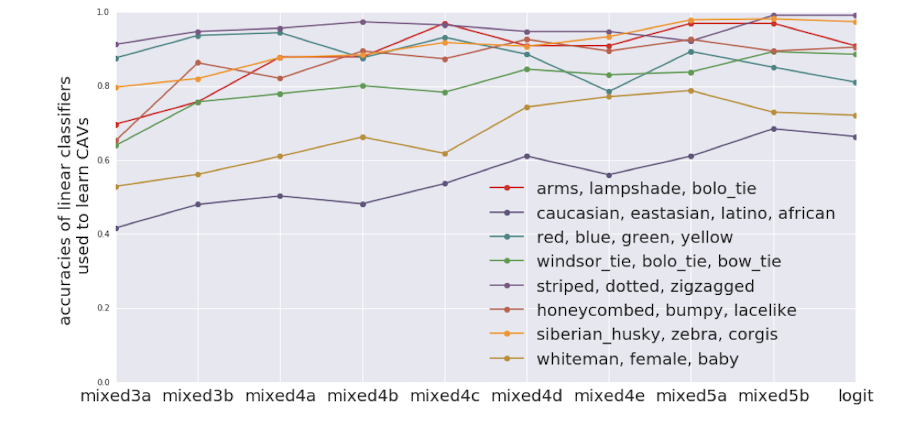 1.0
0.8
0.6
0.4
0.2
0.0
accuracies of linear classifiers
used to learn CAVs
arms, lampshade, bolo_tie
caucasian, eastasian, latino, african
red, blue, green, yellow
windsor_tie, bolo_tie, bow_tie
striped, dotted, zigzagged
honeycombed, bumpy, lacelike
siberian_husky, zebra, corgis
whiteman, female, baby
mixed3a mixed3b mixed4a mixed4b mixed4c mixed4d mixed4e mixed5a mixed5b logit